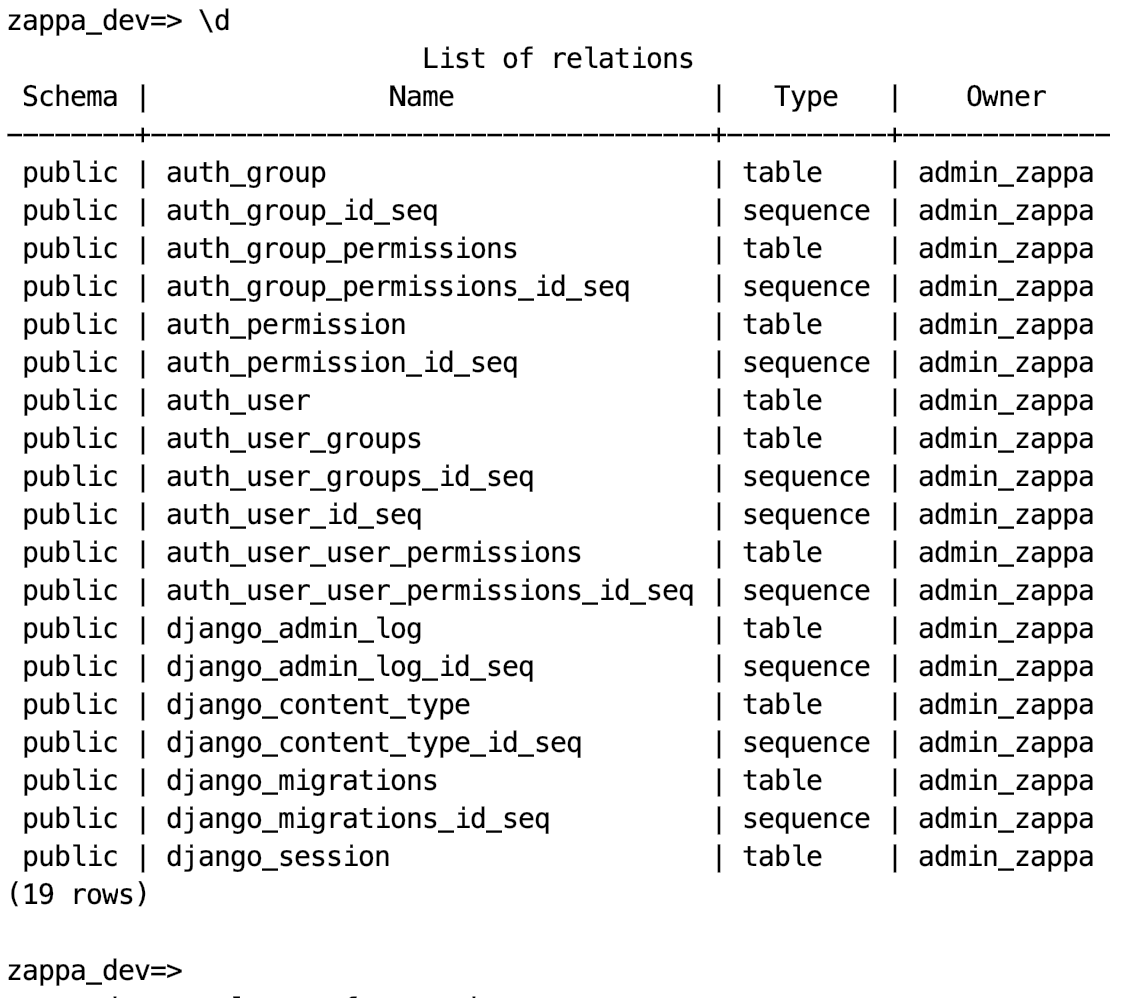 zappa_dev=> \d
List of relations
Schema | Name | Type | Owner
--------+-----------------------------------+----------+-------------
public | auth_group | table | admin_zappa
public | auth_group_id_seq | sequence | admin_zappa
public | auth_group_permissions | table | admin_zappa
public | auth_group_permissions_id_seq | sequence | admin_zappa
public | auth_permission | table | admin_zappa
public | auth_permission_id_seq | sequence | admin_zappa
public | auth_user | table | admin_zappa
public | auth_user_groups | table | admin_zappa
public | auth_user_groups_id_seq | sequence | admin_zappa
public | auth_user_id_seq | sequence | admin_zappa
public | auth_user_user_permissions | table | admin_zappa
public | auth_user_user_permissions_id_seq | sequence | admin_zappa
public | django_admin_log | table | admin_zappa
public | django_admin_log_id_seq | sequence | admin_zappa
public | django_content_type | table | admin_zappa
public | django_content_type_id_seq | sequence | admin_zappa
public | django_migrations | table | admin_zappa
public | django_migrations_id_seq | sequence | admin_zappa
public | django_session | table | admin_zappa
(19 rows)
zappa_dev=>